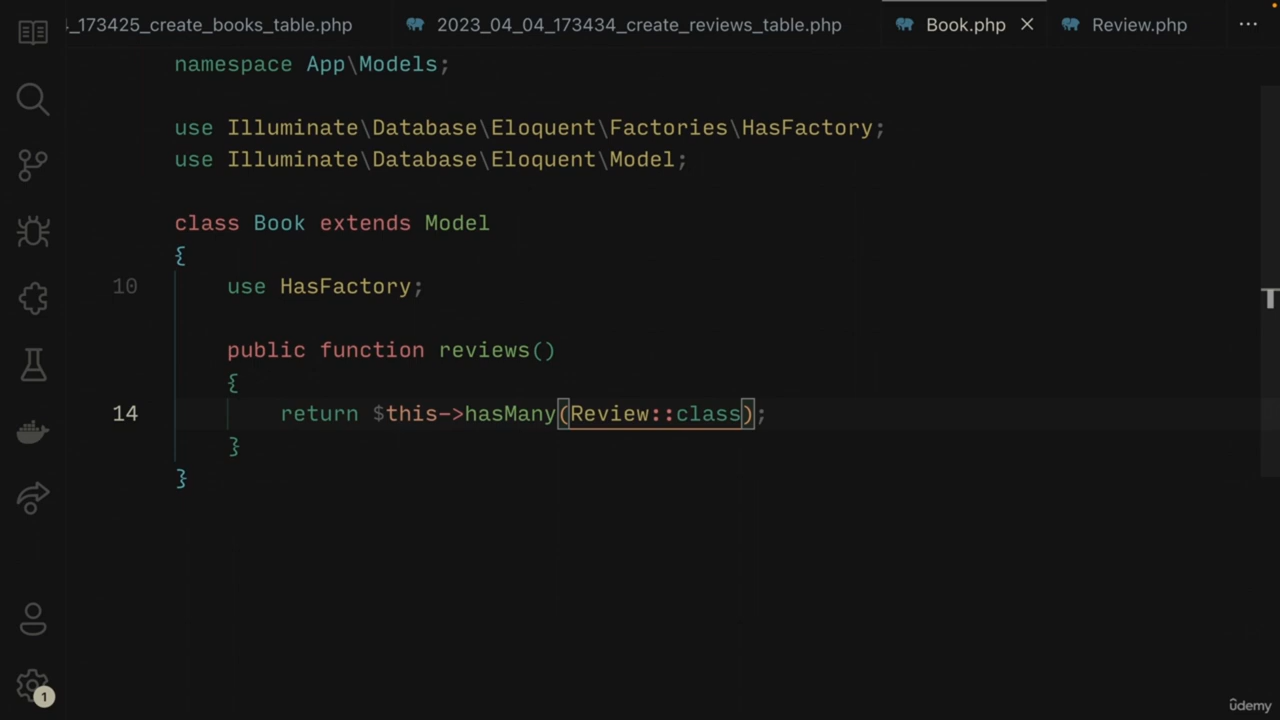 4_173425_create_books_table.php 2023_04_04_173434_create_reviews_table.php Book.php Review.php
namespace App\Models;
use Illuminate\Database\Eloquent\Factories\HasFactory;
use Illuminate\Database\Eloquent\Model;
class Book extends Model
{
10 use HasFactory;
public function reviews()
{
14 return $this->hasMany(Review::class);
}
}
1
ûdemy